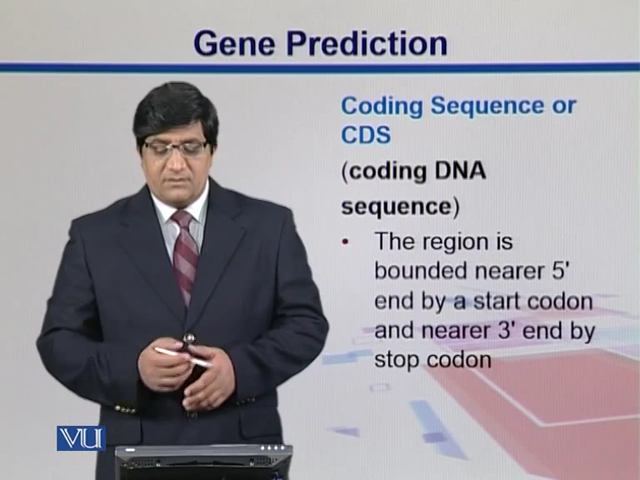 Gene Prediction
Coding Sequence or
CDS
(coding DNA
sequence)
• The region is
bounded nearer 5'
end by a start codon
and nearer 3' end by
stop codon
VU